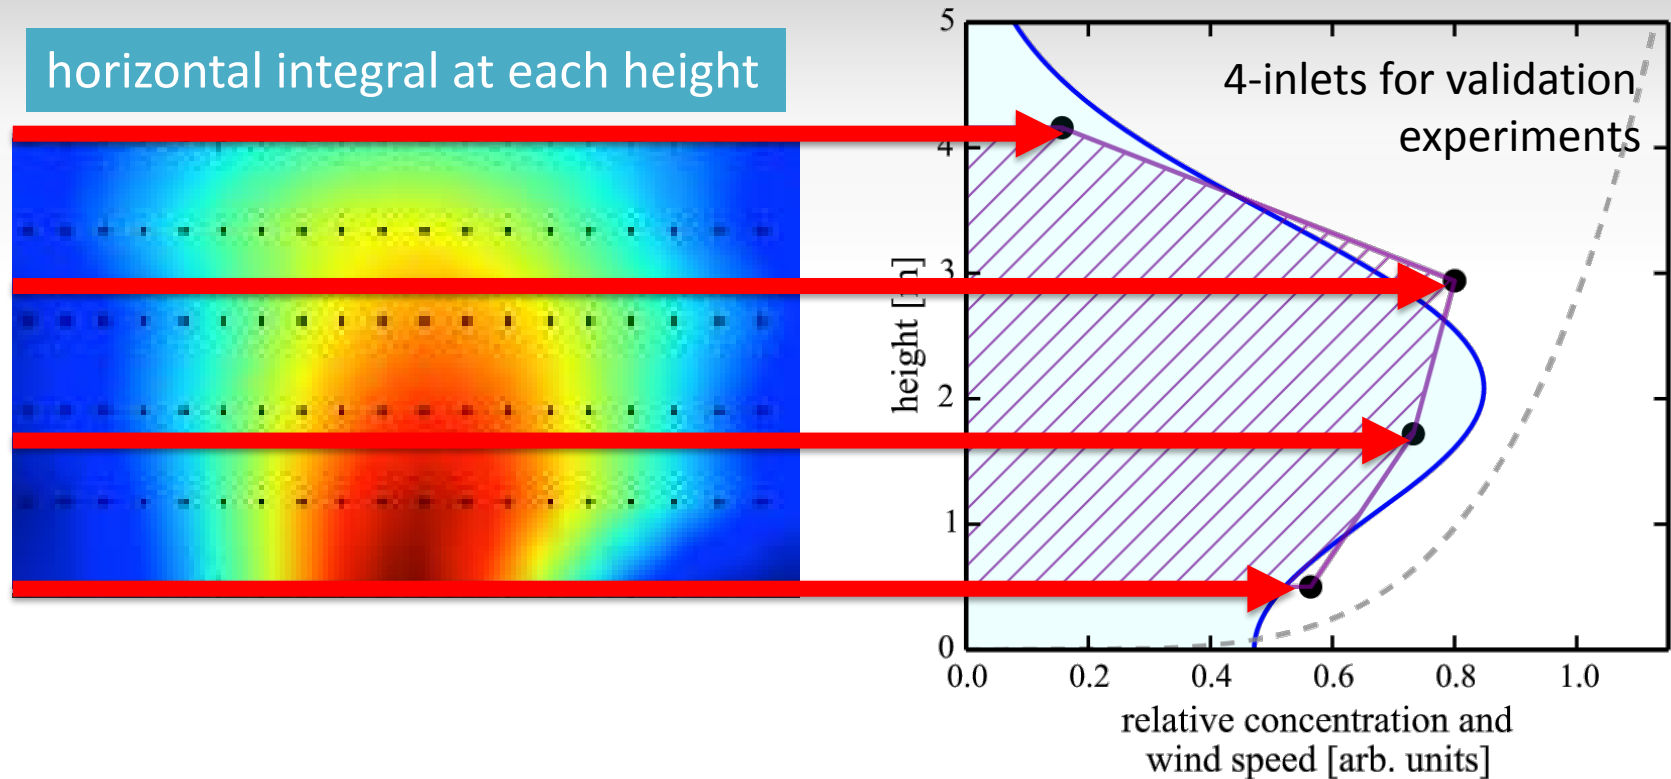 horizontal integral at each height
4-inlets for validation
experiments
5
4
3
2
1
0
height [m]
0.0 0.2 0.4 0.6 0.8 1.0
relative concentration and
wind speed [arb. units]